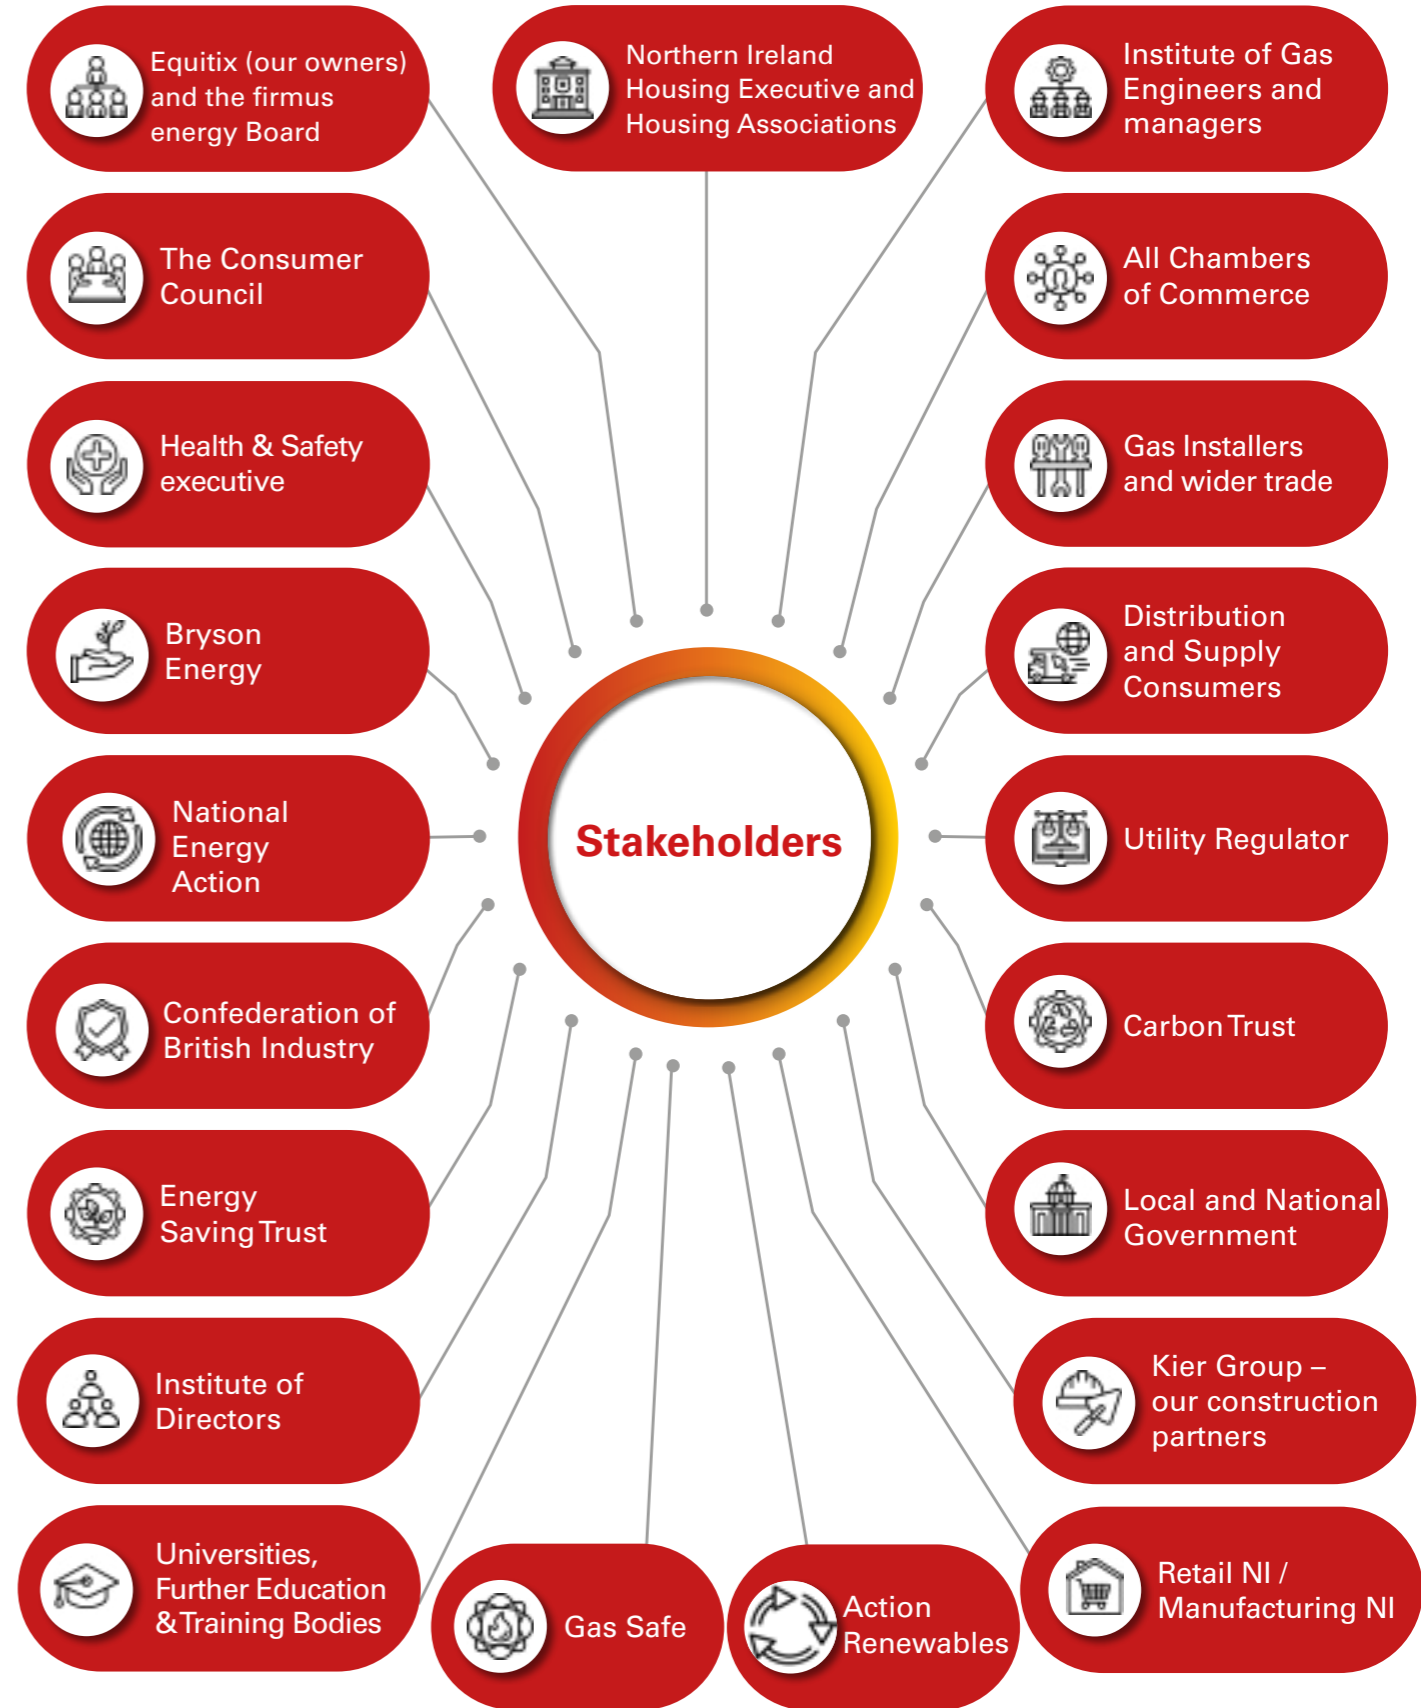 Equitix (our owners)
and the firmus
energy Board
Northern Ireland
Housing Executive and
Housing Associations
Institute of Gas
Engineers and
managers
The Consumer
Council
All Chambers
of Commerce
Health & Safety
executive
Gas Installers
and wider trade
Bryson
Energy
Distribution
and Supply
Consumers
National
Energy
Action
Stakeholders
Utility Regulator
Confederation of
British Industry
Carbon Trust
Energy
Saving Trust
Local and National
Government
Institute of
Directors
Kier Group –
our construction
partners
Universities,
Further Education
& Training Bodies
Gas Safe
Action
Renewables
Retail NI /
Manufacturing NI